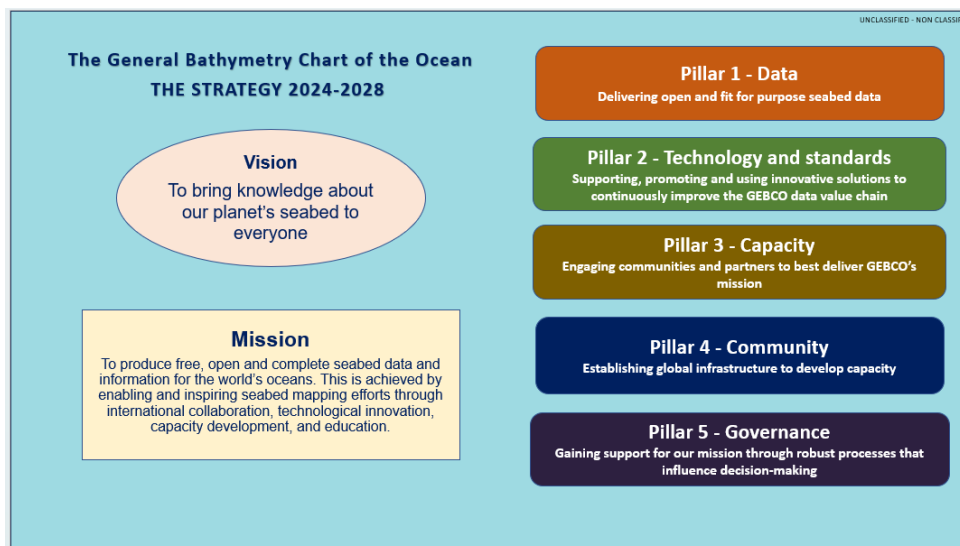 UNCLASSIFIED - NON CLASSIF
The General Bathymetry Chart of the Ocean
THE STRATEGY 2024-2028
Vision
To bring knowledge about
our planet's seabed to
everyone
Mission
To produce free, open and complete seabed data and
information for the world's oceans. This is achieved by
enabling and inspiring seabed mapping efforts through
international collaboration, technological innovation,
capacity development, and education.
Pillar 1 - Data
Delivering open and fit for purpose seabed data
Pillar 2 - Technology and standards
Supporting, promoting and using innovative solutions to
continuously improve the GEBCO data value chain
Pillar 3 - Capacity
Engaging communities and partners to best deliver GEBCO's
mission
Pillar 4 - Community
Establishing global infrastructure to develop capacity
Pillar 5 - Governance
Gaining support for our mission through robust processes that
influence decision-making